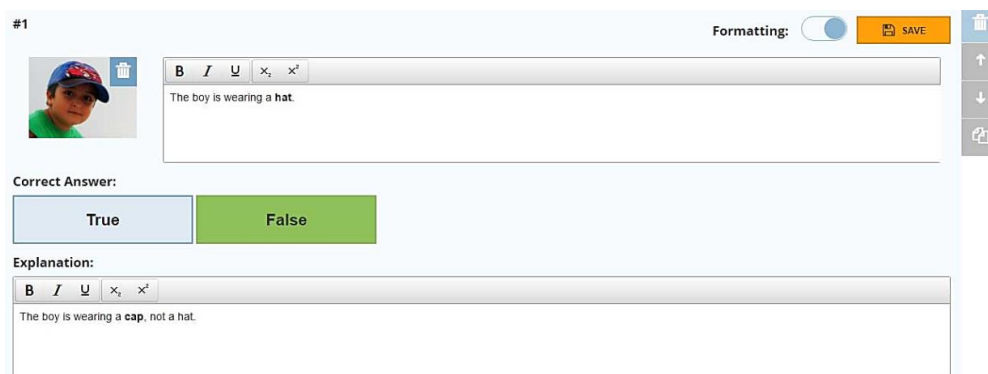 #1
Formatting:
SAVE
B I U x₂ x²
The boy is wearing a hat.
Correct Answer:
True
False
Explanation:
B I U x₂ x²
The boy is wearing a cap, not a hat.